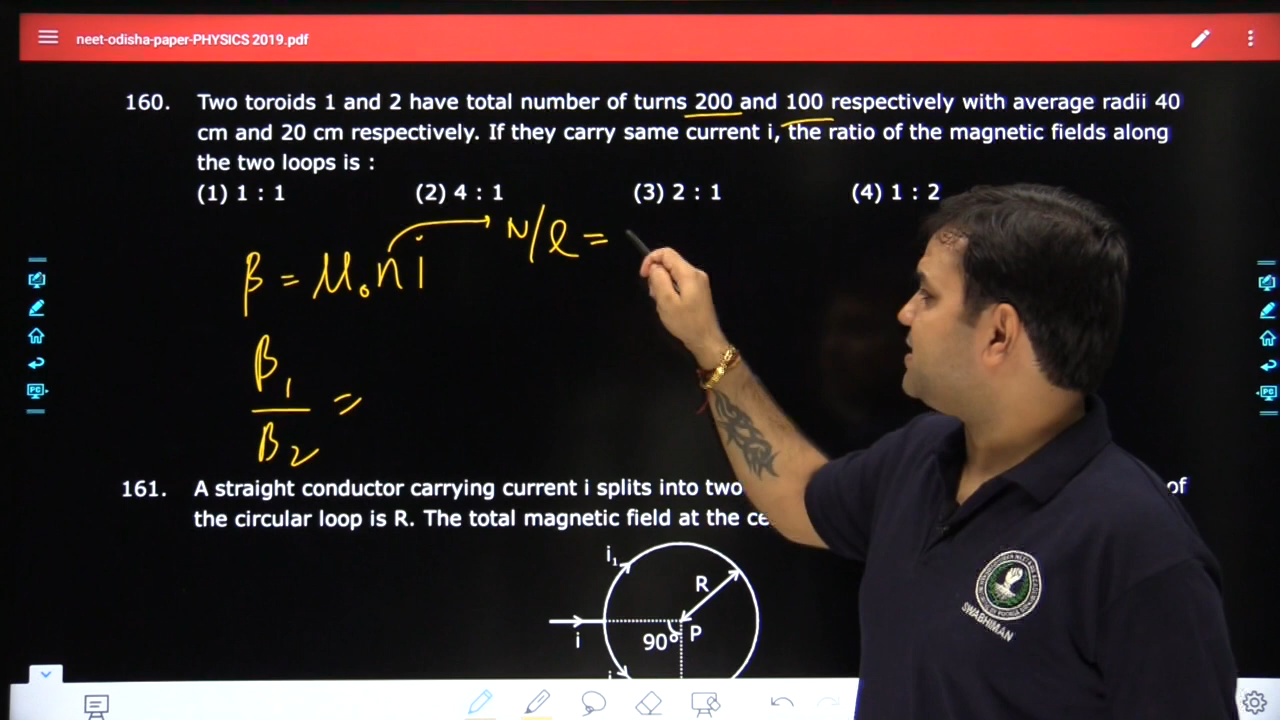 neet-odisha-paper-PHYSICS 2019.pdf
160. Two toroids 1 and 2 have total number of turns 200 and 100 respectively with average radii 40
cm and 20 cm respectively. If they carry same current i, the ratio of the magnetic fields along
the two loops is :
(1) 1 : 1 (2) 4 : 1 (3) 2 : 1 (4) 1 : 2
B = μ₀ni → N/l =
B₁/B₂ =
161. A straight conductor carrying current i splits into two of
the circular loop is R. The total magnetic field at the
i₁
R
i
90°
P
SWABHIMAN
PC
PC